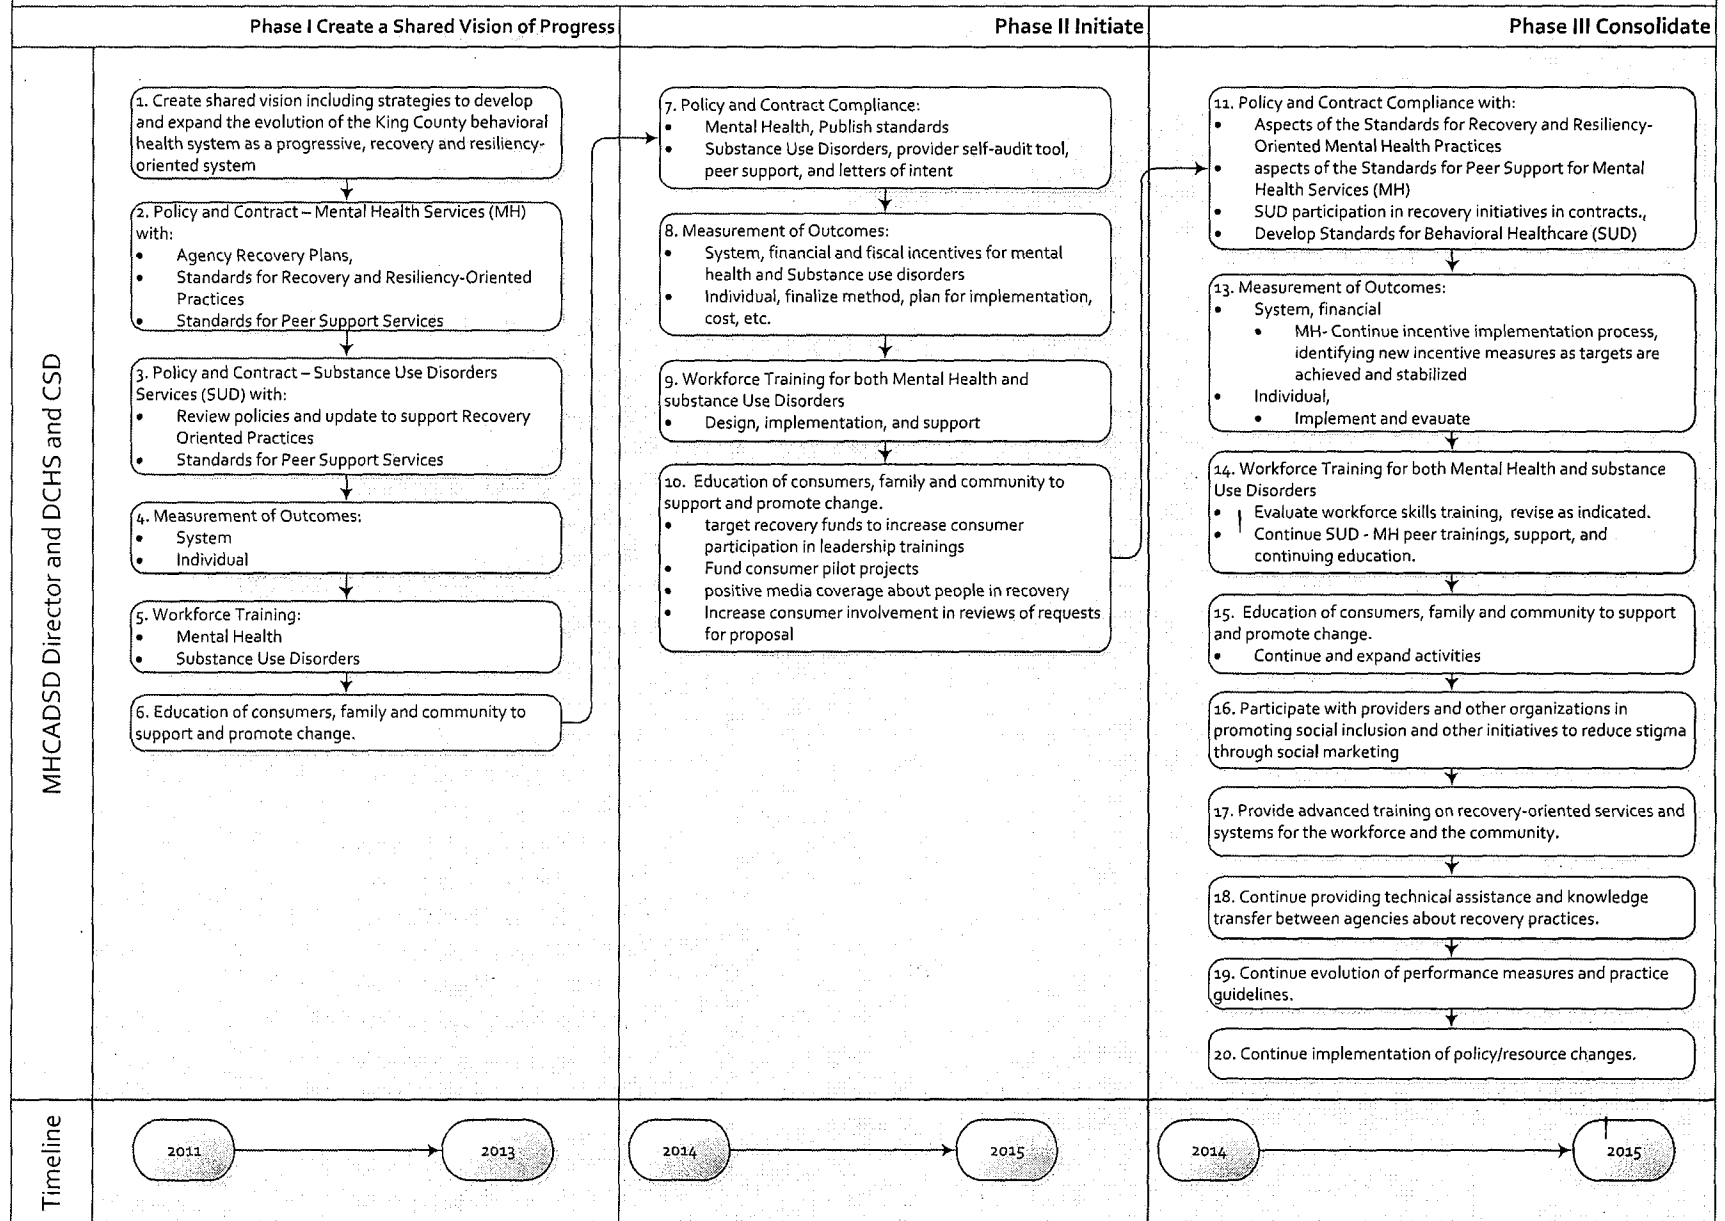 Phase I Create a Shared Vision of Progress
Phase II Initiate
Phase III Consolidate
MHCADSD Director and DCHS and CSD
1. Create shared vision including strategies to develop
and expand the evolution of the King County behavioral
health system as a progressive, recovery and resiliency-
oriented system
2. Policy and Contract – Mental Health Services (MH)
with:
• Agency Recovery Plans,
• Standards for Recovery and Resiliency-Oriented
Practices
• Standards for Peer Support Services
3. Policy and Contract – Substance Use Disorders
Services (SUD) with:
• Review policies and update to support Recovery
Oriented Practices
• Standards for Peer Support Services
4. Measurement of Outcomes:
• System
• Individual
5. Workforce Training:
• Mental Health
• Substance Use Disorders
6. Education of consumers, family and community to
support and promote change.
7. Policy and Contract Compliance:
• Mental Health, Publish standards
• Substance Use Disorders, provider self-audit tool,
peer support, and letters of intent
8. Measurement of Outcomes:
• System, financial and fiscal incentives for mental
health and Substance use disorders
• Individual, finalize method, plan for implementation,
cost, etc.
9. Workforce Training for both Mental Health and
substance Use Disorders
• Design, implementation, and support
10. Education of consumers, family and community to
support and promote change.
• target recovery funds to increase consumer
participation in leadership trainings
• Fund consumer pilot projects
• positive media coverage about people in recovery
• Increase consumer involvement in reviews of requests
for proposal
11. Policy and Contract Compliance with:
• Aspects of the Standards for Recovery and Resiliency-
Oriented Mental Health Practices
• aspects of the Standards for Peer Support for Mental
Health Services (MH)
• SUD participation in recovery initiatives in contracts.,
• Develop Standards for Behavioral Healthcare (SUD)
13. Measurement of Outcomes:
• System, financial
• MH- Continue incentive implementation process,
identifying new incentive measures as targets are
achieved and stabilized
• Individual,
• Implement and evauate
14. Workforce Training for both Mental Health and substance
Use Disorders
• Evaluate workforce skills training, revise as indicated.
• Continue SUD - MH peer trainings, support, and
continuing education.
15. Education of consumers, family and community to support
and promote change.
• Continue and expand activities
16. Participate with providers and other organizations in
promoting social inclusion and other initiatives to reduce stigma
through social marketing
17. Provide advanced training on recovery-oriented services and
systems for the workforce and the community.
18. Continue providing technical assistance and knowledge
transfer between agencies about recovery practices.
19. Continue evolution of performance measures and practice
guidelines.
20. Continue implementation of policy/resource changes.
Timeline
2011
2013
2014
2015
2014
2015